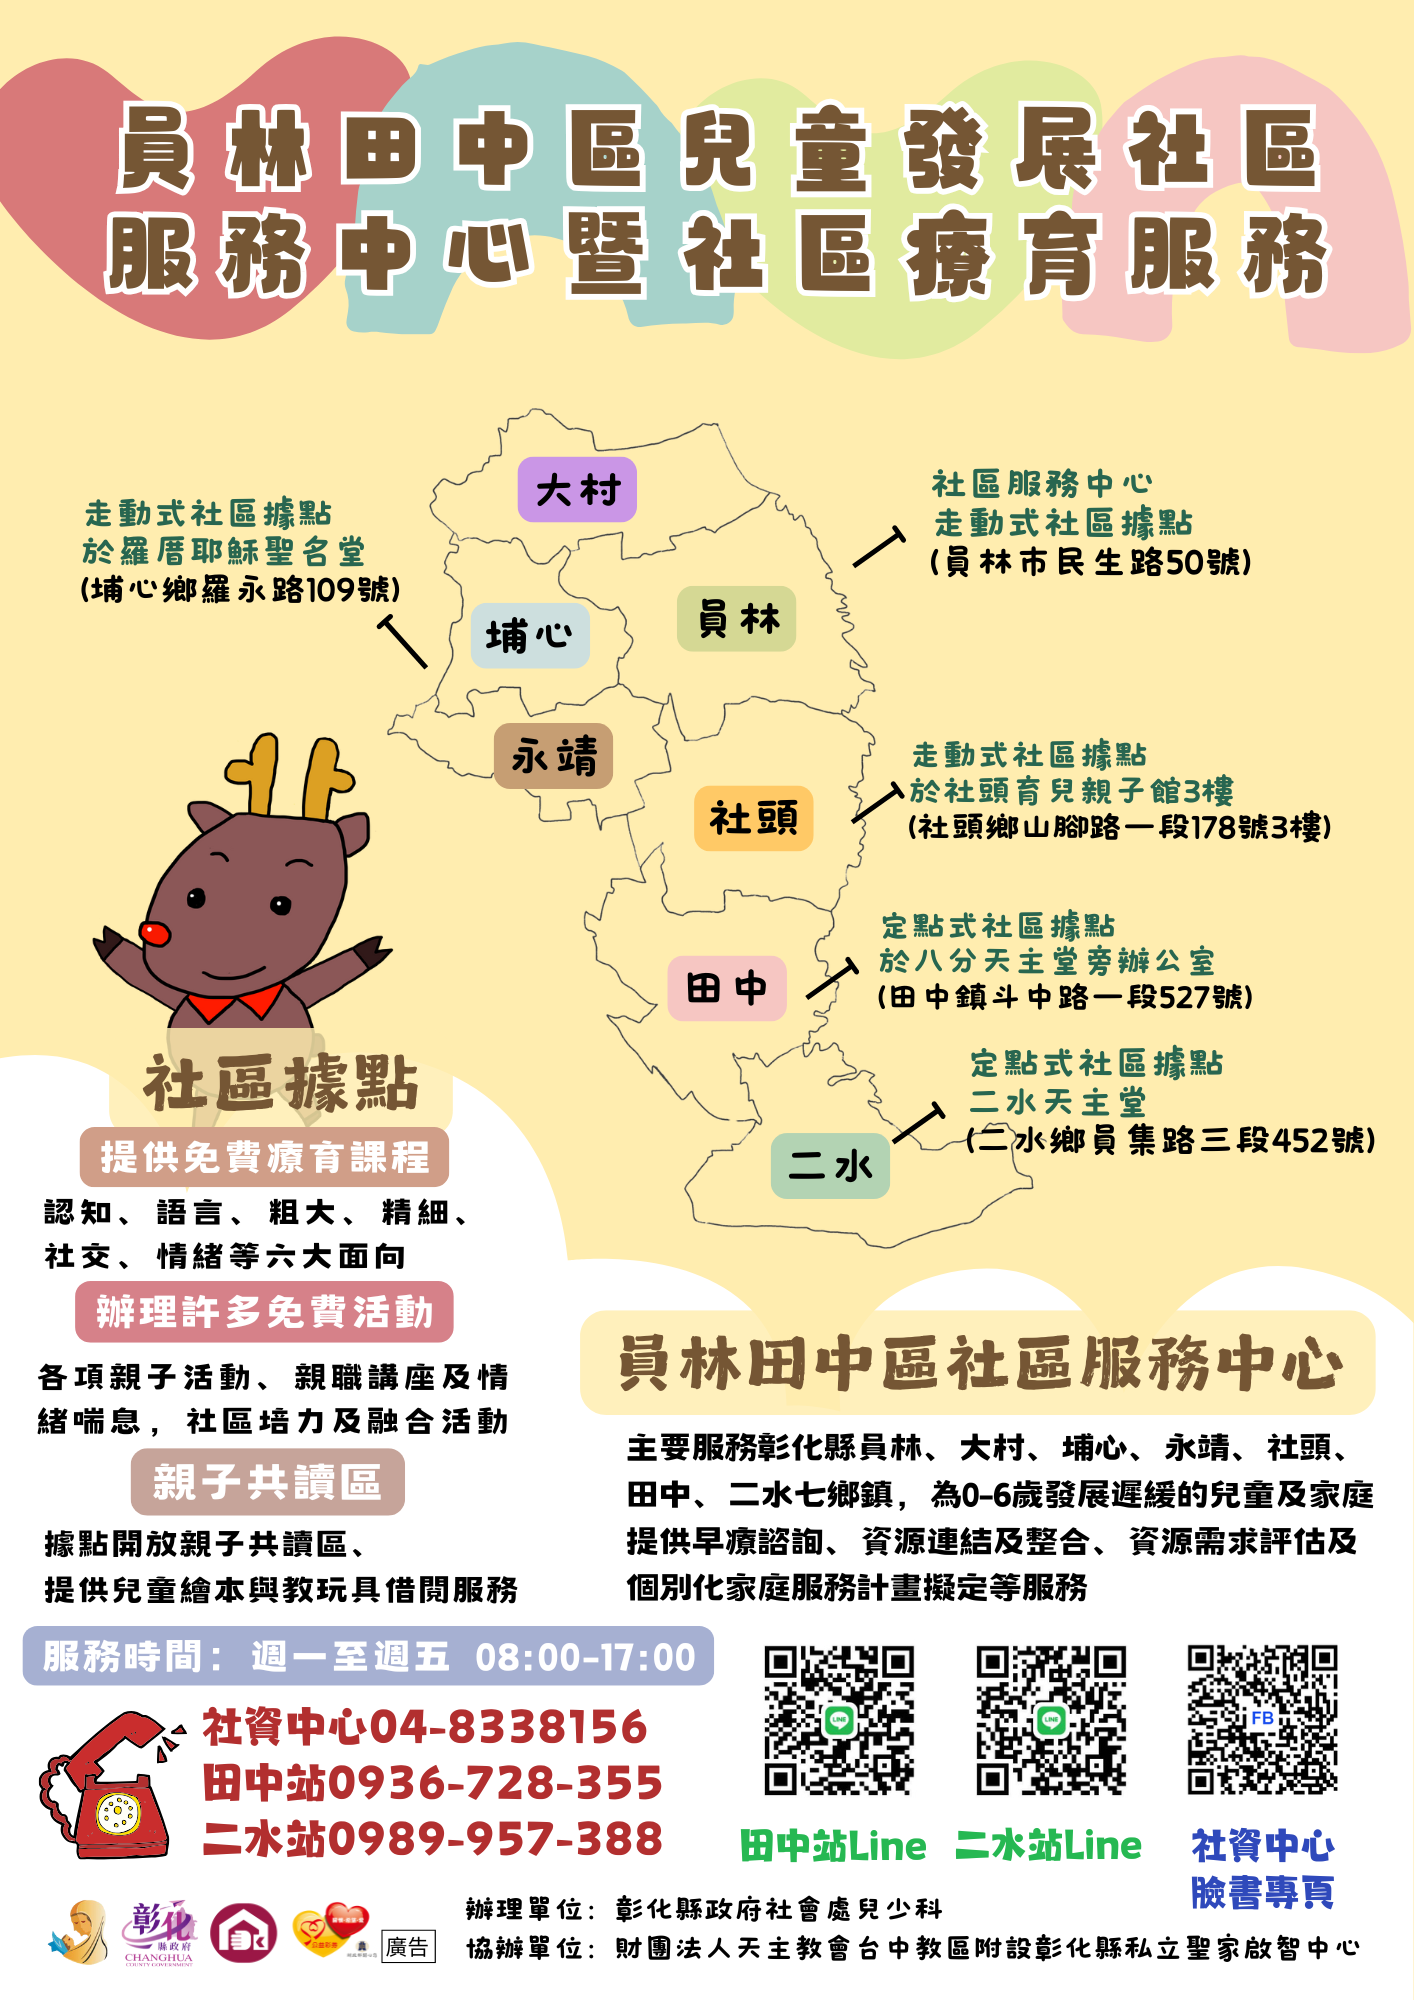 員林田中區兒童發展社區
服務中心暨社區療育服務
大村
走動式社區據點
於羅厝耶穌聖名堂
(埔心鄉羅永路109號)
社區服務中心
走動式社區據點
(員林市民生路50號)
員林
埔心
永靖
社頭
走動式社區據點
於社頭育兒親子館3樓
(社頭鄉山腳路一段178號3樓)
定點式社區據點
於八分天主堂旁辦公室
(田中鎮斗中路一段527號)
田中
定點式社區據點
二水天主堂
(二水鄉員集路三段452號)
二水
社區據點
提供免費療育課程
認知、語言、粗大、精細、
社交、情緒等六大面向
辦理許多免費活動
各項親子活動、親職講座及情
緒喘息，社區培力及融合活動
親子共讀區
據點開放親子共讀區、
提供兒童繪本與教玩具借閱服務
員林田中區社區服務中心
主要服務彰化縣員林、大村、埔心、永靖、社頭、
田中、二水七鄉鎮，為0-6歲發展遲緩的兒童及家庭
提供早療諮詢、資源連結及整合、資源需求評估及
個別化家庭服務計畫擬定等服務
服務時間：週一至週五 08:00-17:00
社資中心04-8338156
田中站0936-728-355
二水站0989-957-388
LINE
LINE
FB
田中站Line
二水站Line
社資中心
臉書專頁
彰化
縣政府
CHANGHUA
COUNTY GOVERNMENT
公益彩券
廣告
辦理單位：彰化縣政府社會處兒少科
協辦單位：財團法人天主教會台中教區附設彰化縣私立聖家啟智中心